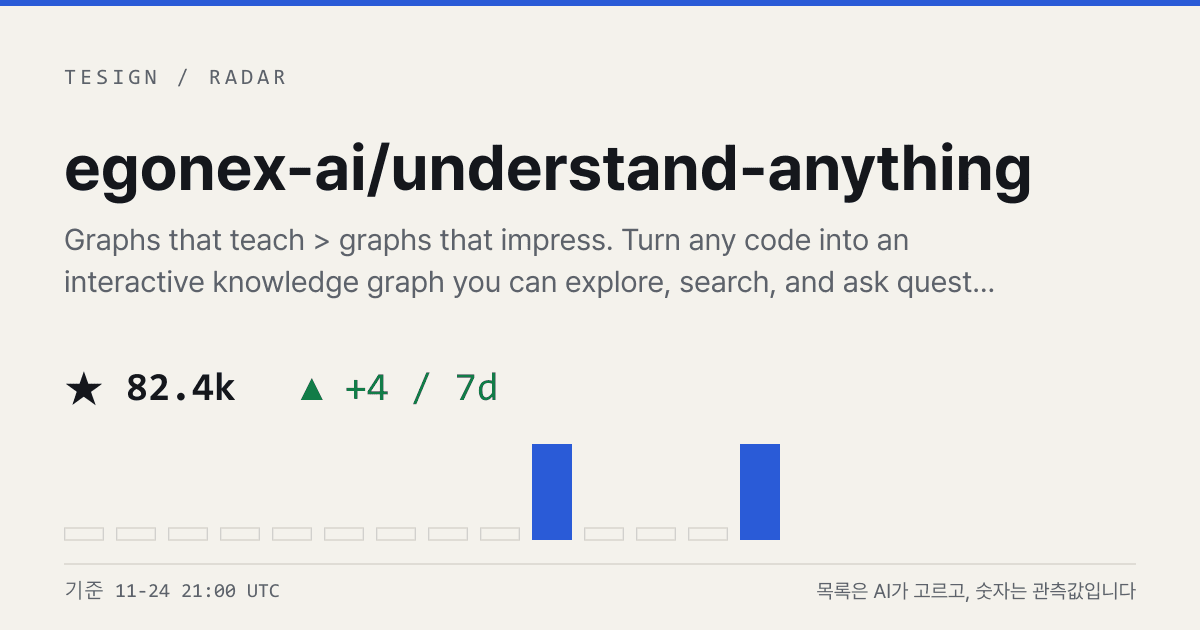 TESIGN / RADAR
egonex-ai/understand-anything
Graphs that teach > graphs that impress. Turn any code into an
interactive knowledge graph you can explore, search, and ask quest…
★ 82.4k ▲ +4 / 7d
기준 11-24 21:00 UTC
목록은 AI가 고르고, 숫자는 관측값입니다